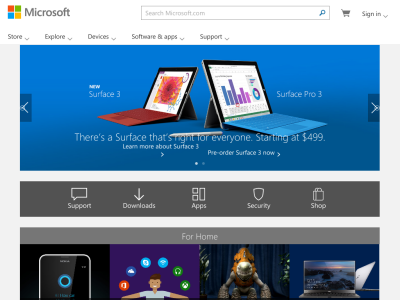 Microsoft
Search Microsoft.com
Sign in
Store
Explore
Devices
Software & apps
Support
NEW
Surface 3
Surface Pro 3
There's a Surface that's right for everyone. Starting at $499.
Learn more about Surface 3
Pre-order Surface 3 now
Support
Downloads
Apps
Security
Shop
For Home
NOKIA